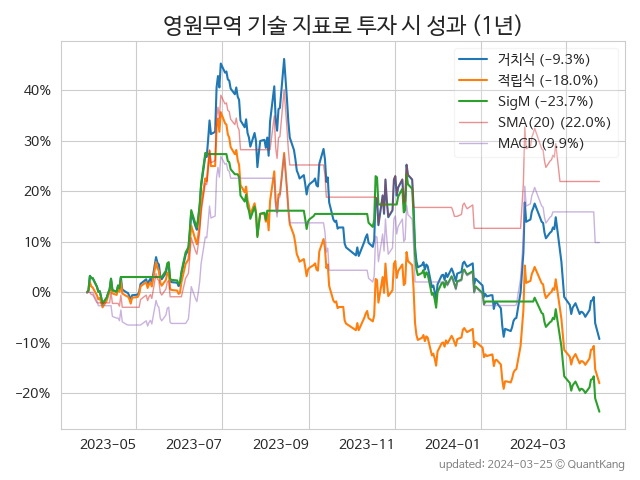 영원무역 기술 지표로 투자 시 성과 (1년)
거치식 (−9.3%)
적립식 (−18.0%)
SigM (−23.7%)
SMA(20) (22.0%)
MACD (9.9%)
40%
30%
20%
10%
0%
−10%
−20%
2023−05 2023−07 2023−09 2023−11 2024−01 2024−03
updated: 2024−03−25 ⓒ QuantKang